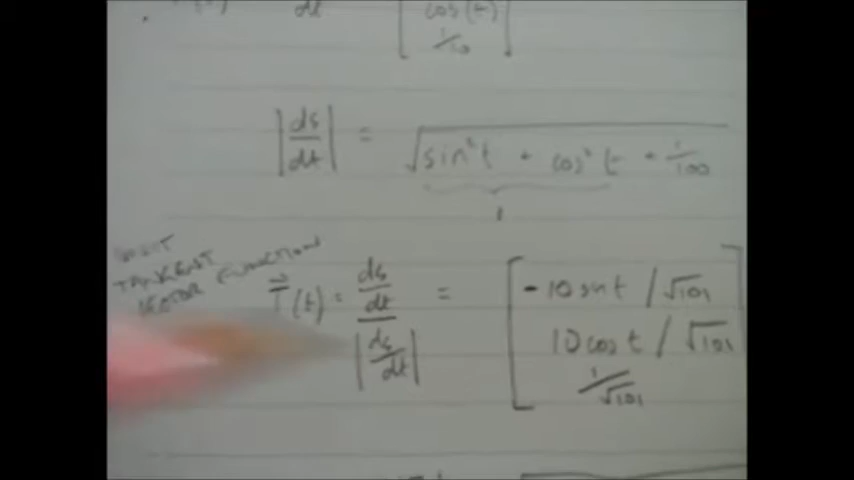 cos(t)
1/10
|ds/dt| = √(sin²t + cos²t + 1/100)
1
UNIT
TANGENT
VECTOR FUNCTION
T(t) = (ds/dt) / |ds/dt| = [ -10 sin t / √101
10 cos t / √101
1/√101 ]